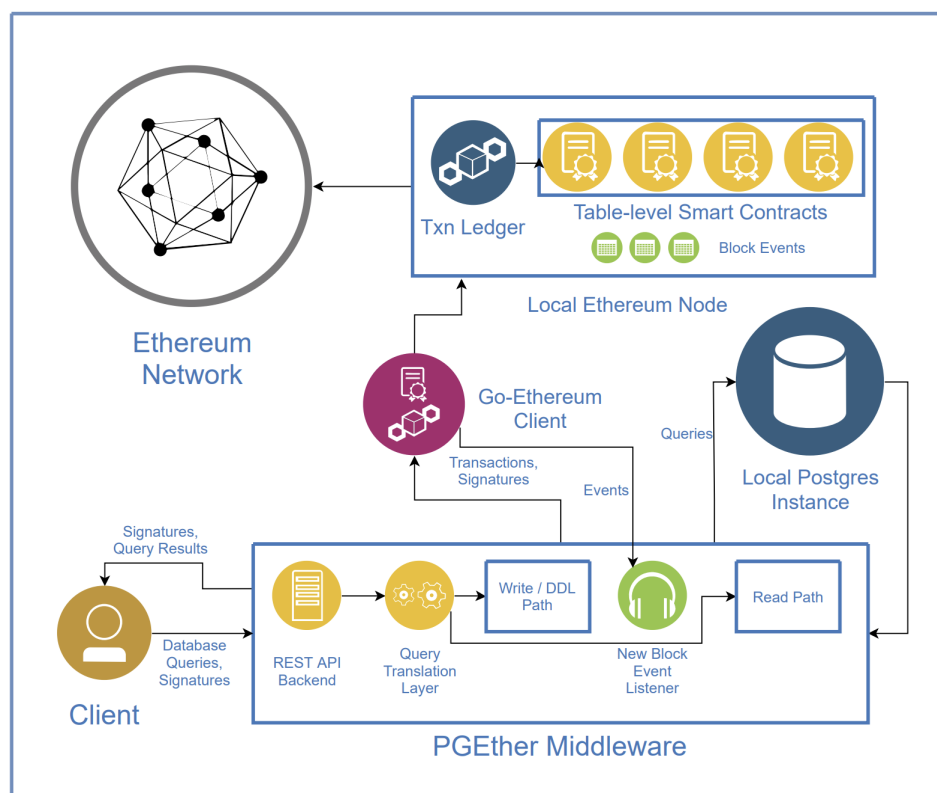 Txn Ledger
Table-level Smart Contracts
Block Events
Local Ethereum Node
Ethereum
Network
Go-Ethereum
Client
Queries
Transactions,
Signatures
Events
Local Postgres
Instance
Signatures,
Query Results
Write / DDL
Path
Read Path
Database
Queries,
Signatures
REST API
Backend
Query
Translation
Layer
New Block
Event
Listener
Client
PGEther Middleware